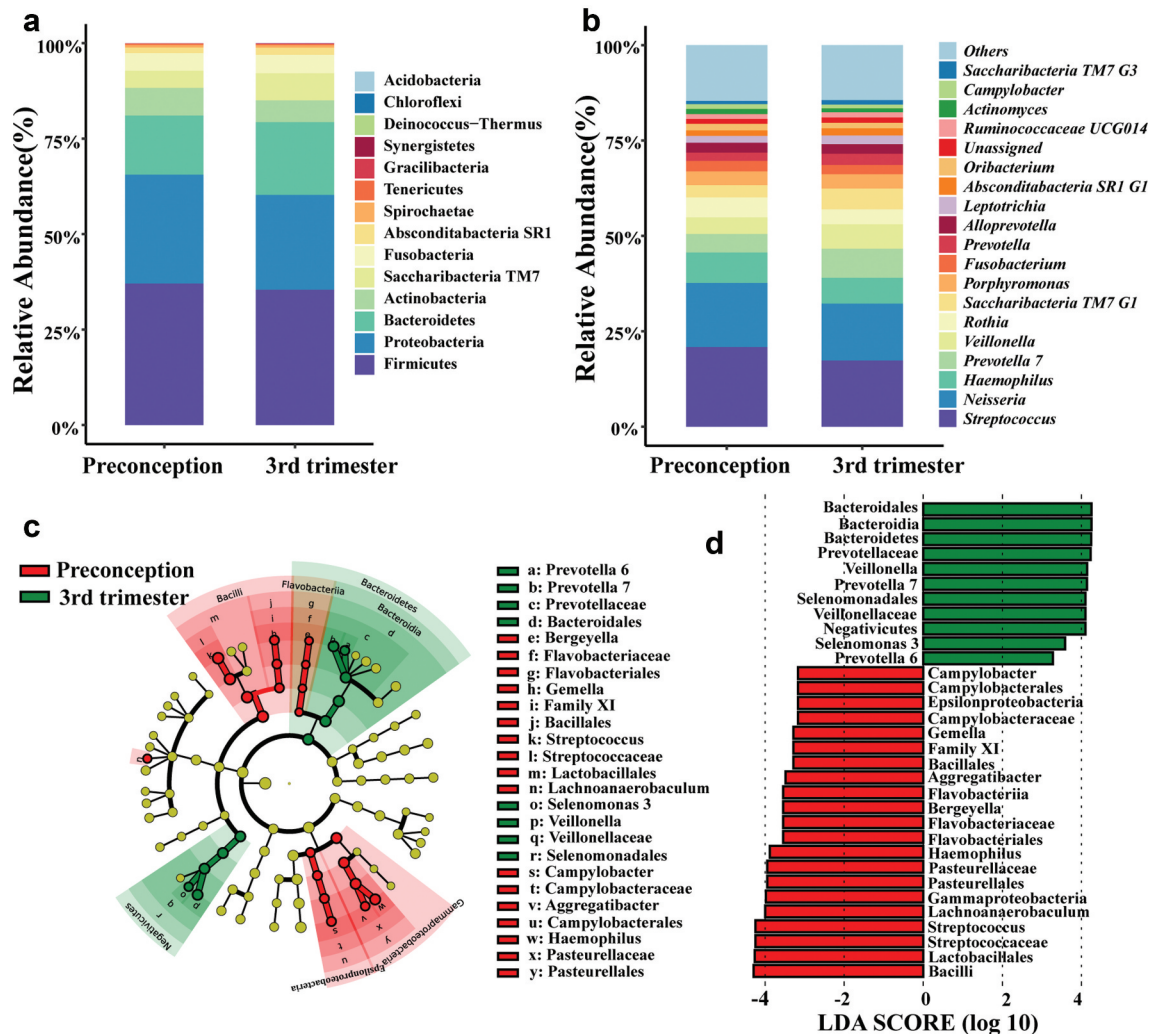 a
Relative Abundance(%)
100%
75%
50%
25%
0%
Preconception
3rd trimester
Acidobacteria
Chloroflexi
Deinococcus-Thermus
Synergistetes
Gracilibacteria
Tenericutes
Spirochaetae
Absconditabacteria SR1
Fusobacteria
Saccharibacteria TM7
Actinobacteria
Bacteroidetes
Proteobacteria
Firmicutes
b
Relative Abundance(%)
100%
75%
50%
25%
0%
Preconception
3rd trimester
Others
Saccharibacteria TM7 G3
Campylobacter
Actinomyces
Ruminococcaceae UCG014
Unassigned
Oribacterium
Absconditabacteria SR1 G1
Leptotrichia
Alloprevotella
Prevotella
Fusobacterium
Porphyromonas
Saccharibacteria TM7 G1
Rothia
Veillonella
Prevotella 7
Haemophilus
Neisseria
Streptococcus
c
Preconception
3rd trimester
Bacilli
Flavobacteriia
Bacteroidetes
Bacteroidia
Negativicutes
Epsilonproteobacteria
Gammaproteobacteria
m
l
k
j
i
h
g
f
e
b
a
c
d
n
o
p
q
r
s
t
u
v
w
x
y
a: Prevotella 6
b: Prevotella 7
c: Prevotellaceae
d: Bacteroidales
e: Bergeyella
f: Flavobacteriaceae
g: Flavobacteriales
h: Gemella
i: Family XI
j: Bacillales
k: Streptococcus
l: Streptococcaceae
m: Lactobacillales
n: Lachnoanaerobaculum
o: Selenomonas 3
p: Veillonella
q: Veillonellaceae
r: Selenomonadales
s: Campylobacter
t: Campylobacteraceae
v: Aggregatibacter
u: Campylobacterales
w: Haemophilus
x: Pasteurellaceae
y: Pasteurellales
d
Bacteroidales
Bacteroidia
Bacteroidetes
Prevotellaceae
Veillonella
Prevotella 7
Selenomonadales
Veillonellaceae
Negativicutes
Selenomonas 3
Prevotella 6
Campylobacter
Campylobacterales
Epsilonproteobacteria
Campylobacteraceae
Gemella
Family XI
Bacillales
Aggregatibacter
Flavobacteriia
Bergeyella
Flavobacteriaceae
Flavobacteriales
Haemophilus
Pasteurellaceae
Pasteurellales
Gammaproteobacteria
Lachnoanaerobaculum
Streptococcus
Streptococcaceae
Lactobacillales
Bacilli
-4 -2 0 2 4
LDA SCORE (log 10)